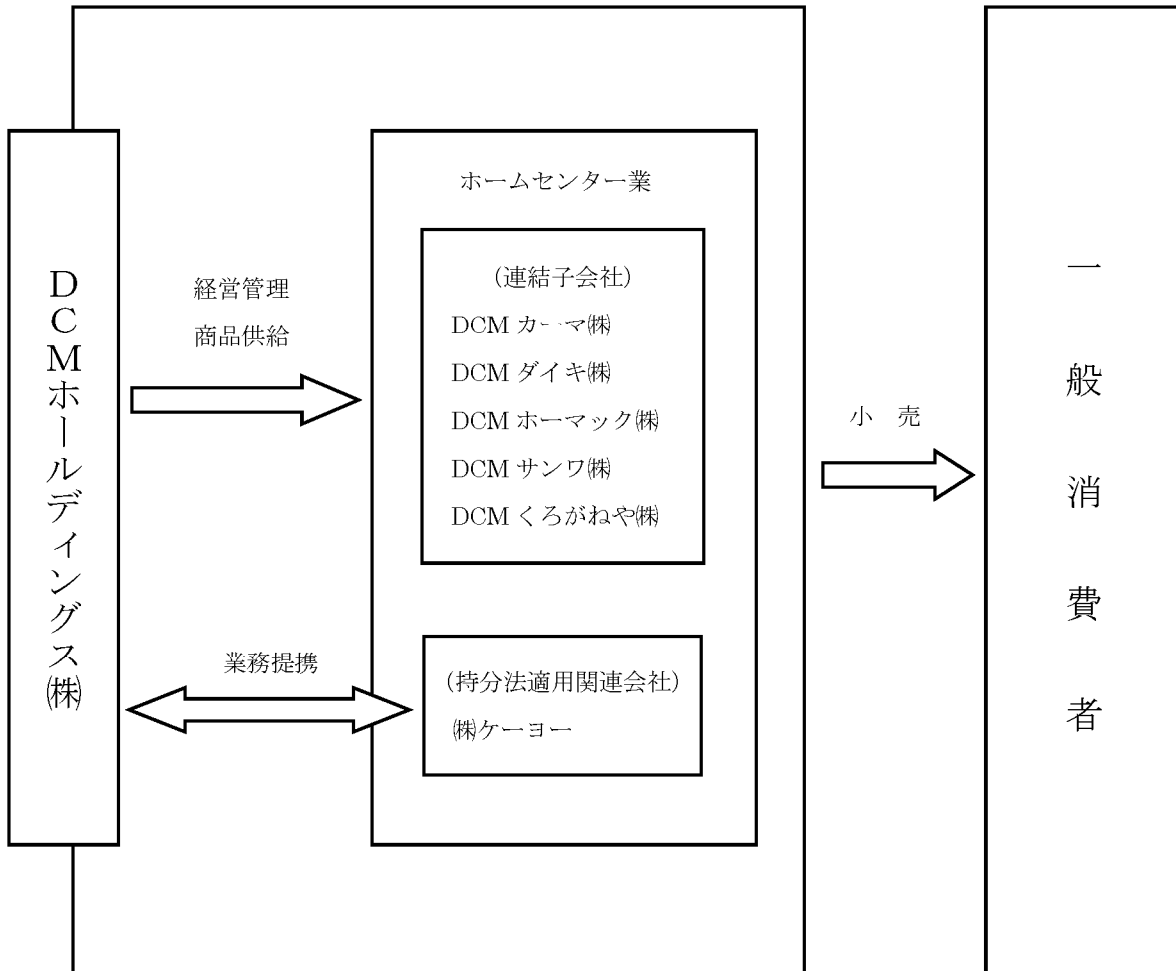 DCMホールディングス㈱
経営管理
商品供給
業務提携
ホームセンター業
(連結子会社)
DCM カーマ㈱
DCM ダイキ㈱
DCM ホーマック㈱
DCM サンワ㈱
DCM くろがねや㈱
(持分法適用関連会社)
㈱ケーヨー
小 売
一般消費者